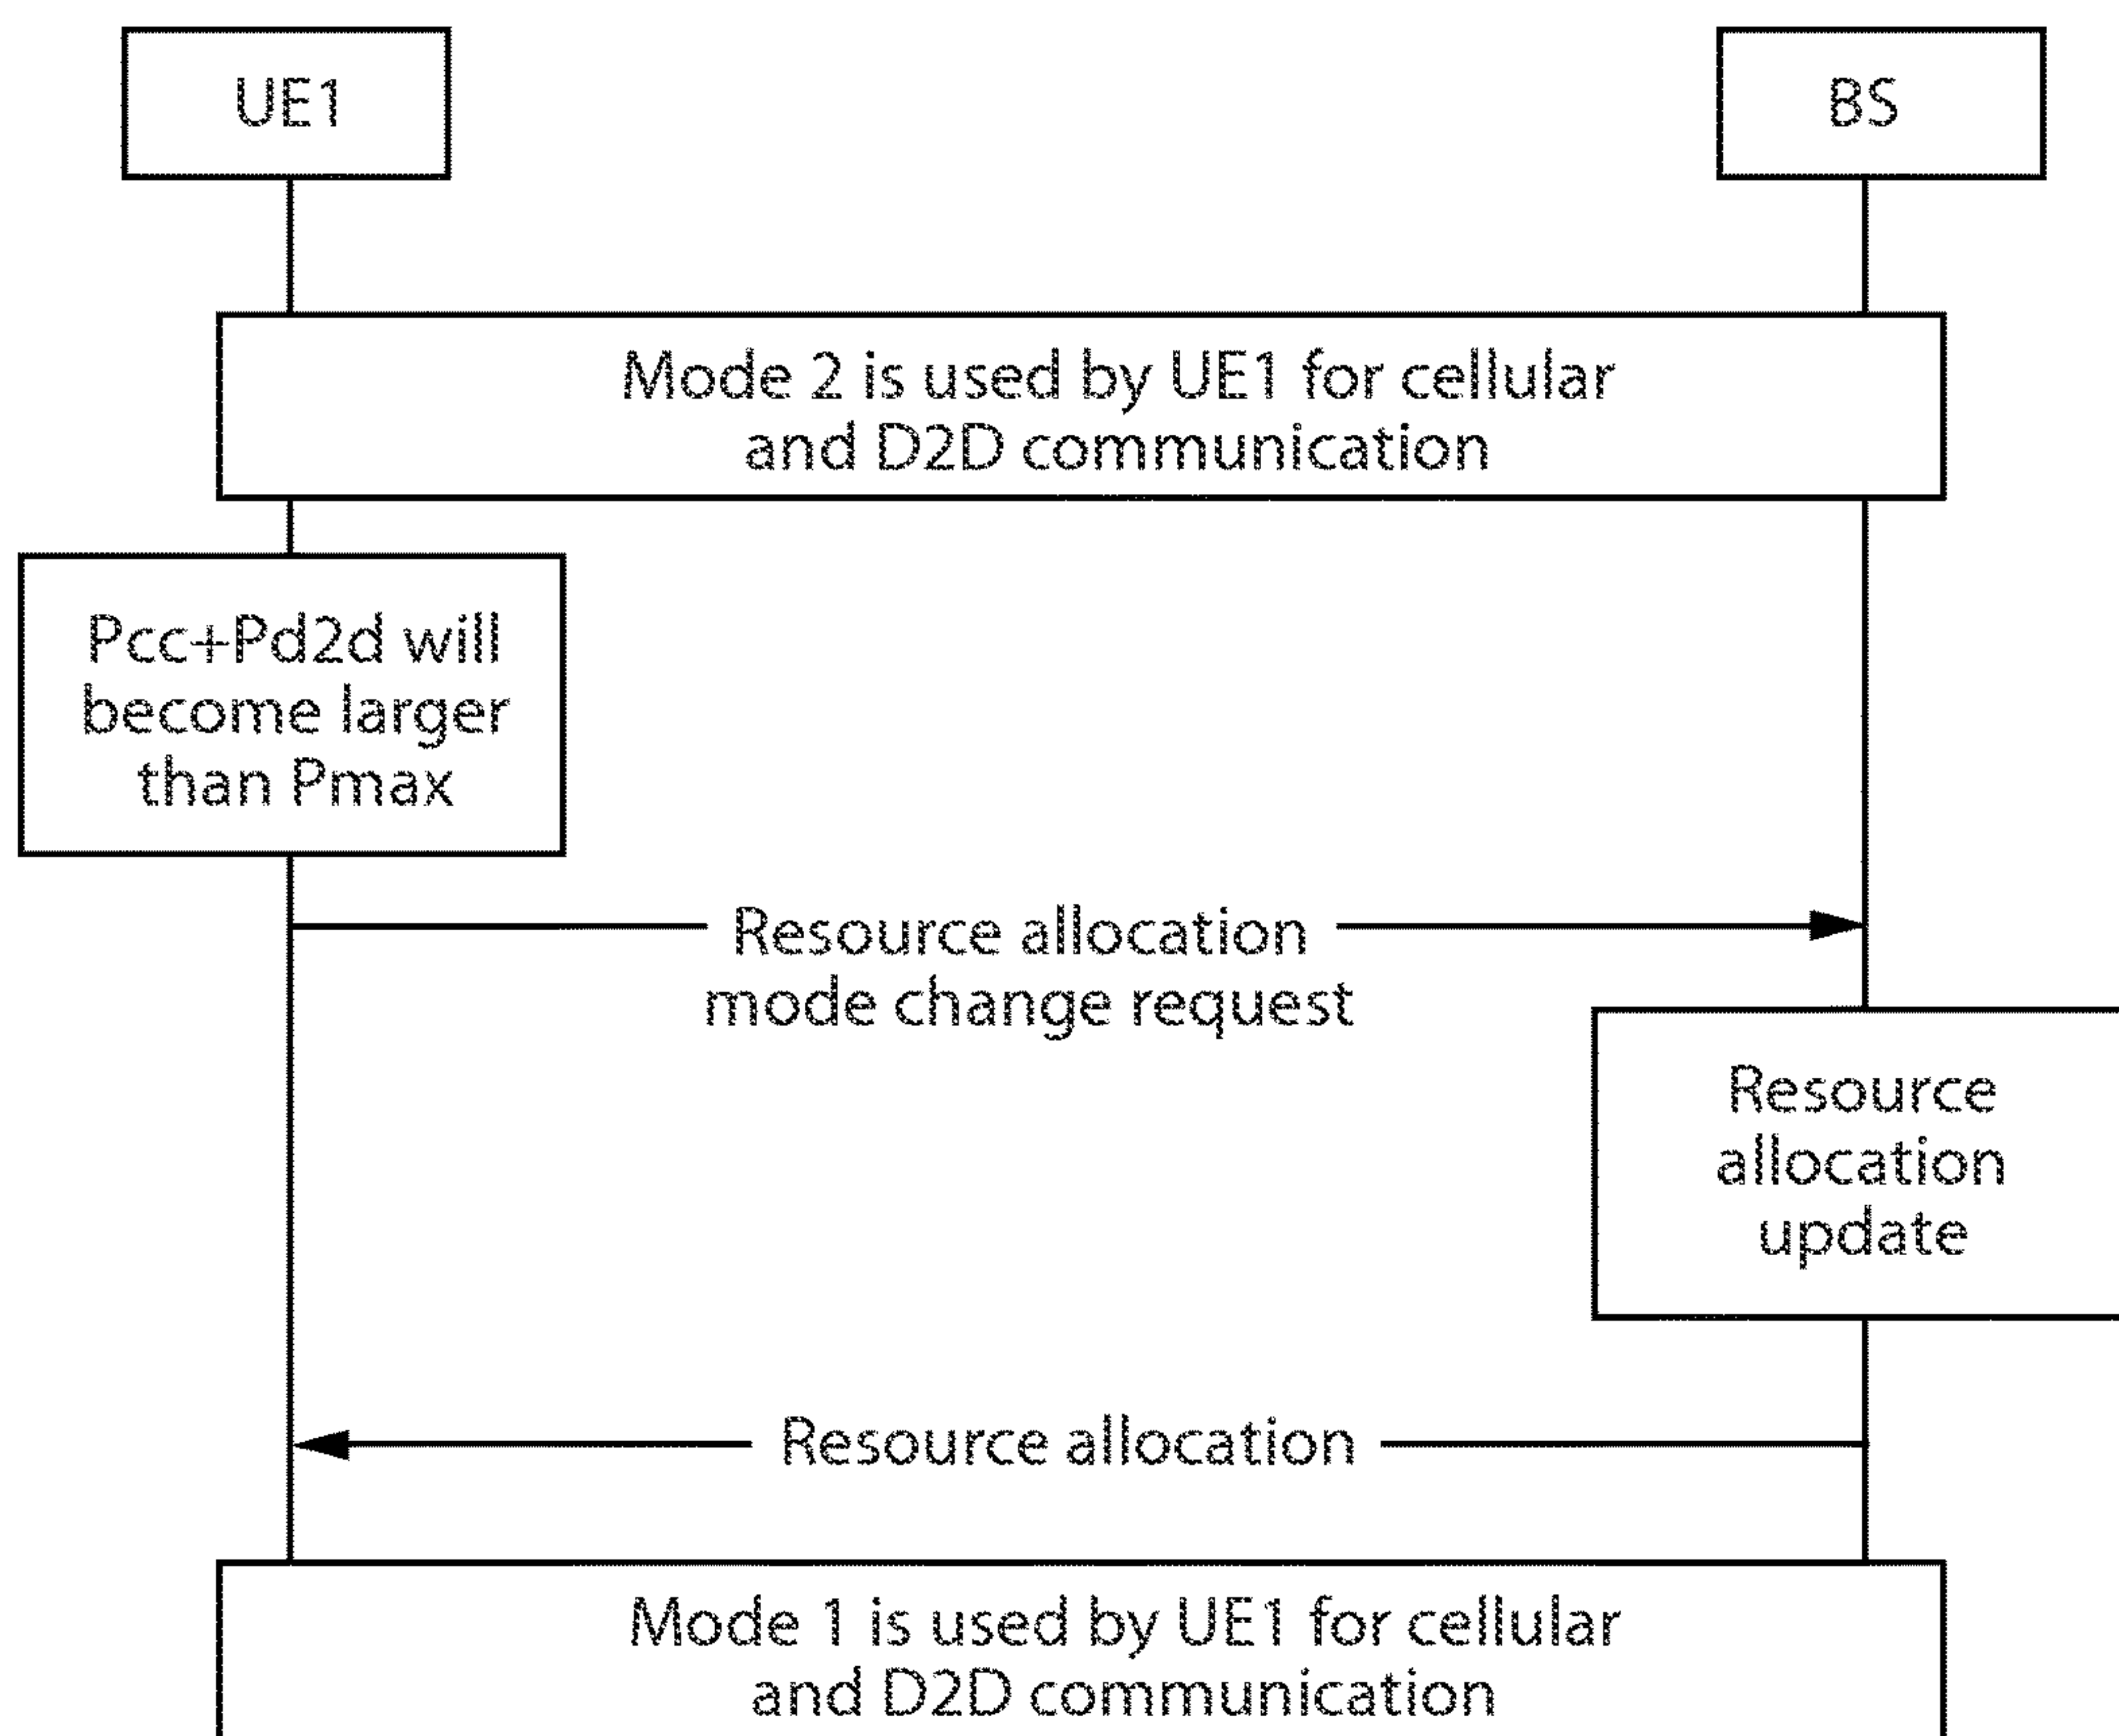 UE1
BS
Mode 2 is used by UE1 for cellular
and D2D communication
Pcc+Pd2d will
become larger
than Pmax
Resource allocation
mode change request
Resource
allocation
update
Resource allocation
Mode 1 is used by UE1 for cellular
and D2D communication